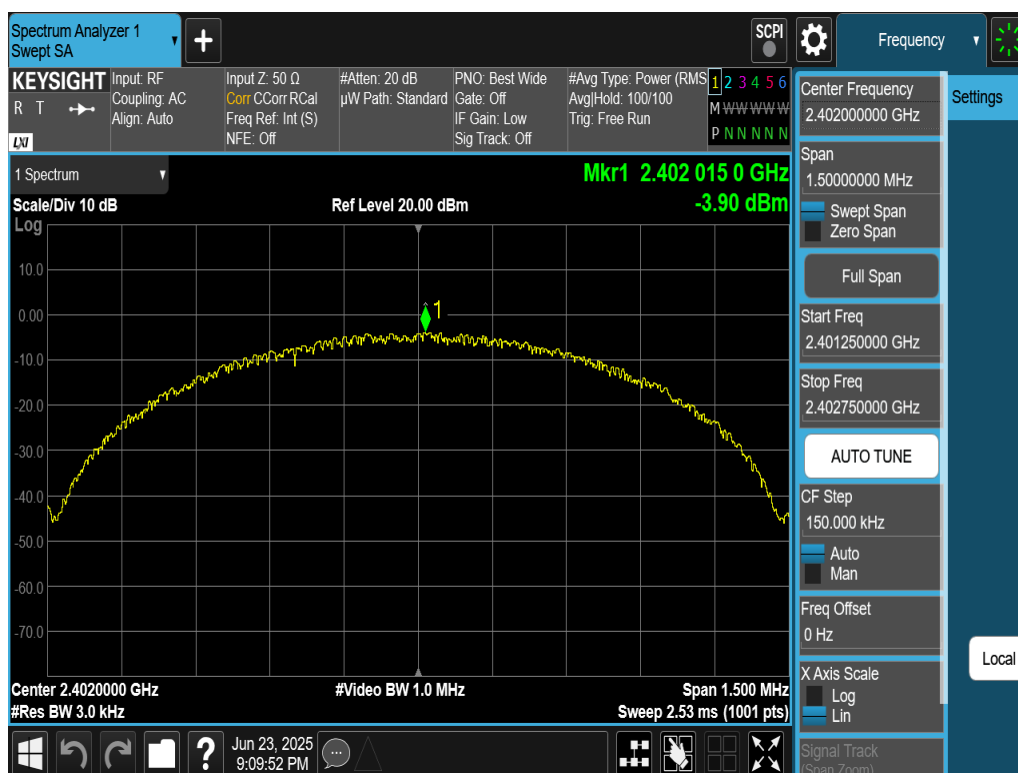 Spectrum Analyzer 1
Swept SA
+
SCPI
Frequency
KEYSIGHT
R T
LXI
Input: RF
Coupling: AC
Align: Auto
Input Z: 50 Ω
Corr CCorr RCal
Freq Ref: Int (S)
NFE: Off
#Atten: 20 dB
µW Path: Standard
PNO: Best Wide
Gate: Off
IF Gain: Low
Sig Track: Off
#Avg Type: Power (RMS
Avg|Hold: 100/100
Trig: Free Run
1 2 3 4 5 6
M W W W W W
P N N N N N
1 Spectrum
Mkr1 2.402 015 0 GHz
Scale/Div 10 dB
Ref Level 20.00 dBm
-3.90 dBm
Log
10.0
0.00
1
-10.0
-20.0
-30.0
-40.0
-50.0
-60.0
-70.0
Center 2.4020000 GHz
#Video BW 1.0 MHz
Span 1.500 MHz
#Res BW 3.0 kHz
Sweep 2.53 ms (1001 pts)
Center Frequency
2.402000000 GHz
Settings
Span
1.50000000 MHz
Swept Span
Zero Span
Full Span
Start Freq
2.401250000 GHz
Stop Freq
2.402750000 GHz
AUTO TUNE
CF Step
150.000 kHz
Auto
Man
Freq Offset
0 Hz
Local
X Axis Scale
Log
Lin
Signal Track
(Span Zoom)
?
Jun 23, 2025
9:09:52 PM